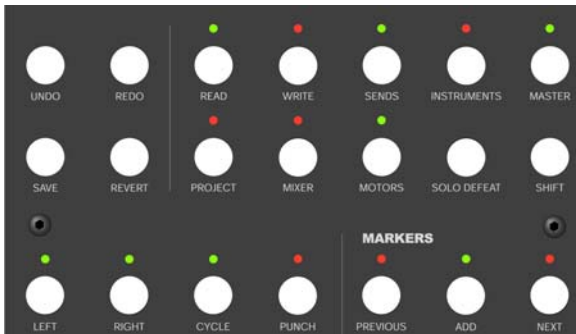 UNDO REDO READ WRITE SENDS INSTRUMENTS MASTER
SAVE REVERT PROJECT MIXER MOTORS SOLO DEFEAT SHIFT
MARKERS
LEFT RIGHT CYCLE PUNCH PREVIOUS ADD NEXT